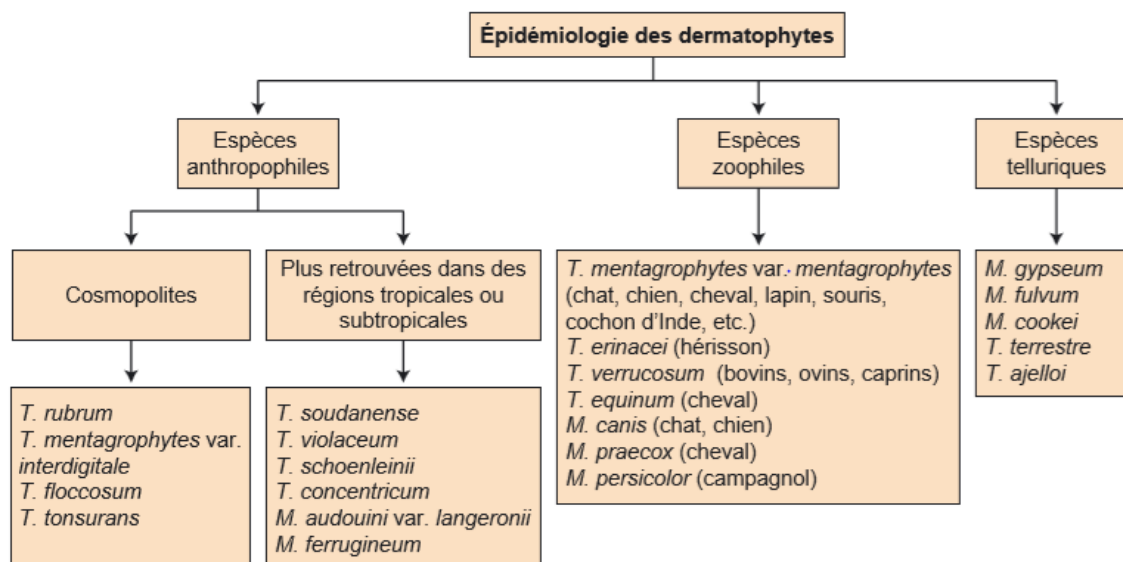 Épidémiologie des dermatophytes
Espèces
anthropophiles
Espèces
zoophiles
Espèces
telluriques
Cosmopolites
Plus retrouvées dans des
régions tropicales ou
subtropicales
T. mentagrophytes var. mentagrophytes
(chat, chien, cheval, lapin, souris,
cochon d'Inde, etc.)
T. erinacei (hérisson)
T. verrucosum (bovins, ovins, caprins)
T. equinum (cheval)
M. canis (chat, chien)
M. praecox (cheval)
M. persicolor (campagnol)
M. gypseum
M. fulvum
M. cookei
T. terrestre
T. ajelloi
T. rubrum
T. mentagrophytes var.
interdigitale
T. floccosum
T. tonsurans
T. soudanense
T. violaceum
T. schoenleinii
T. concentricum
M. audouini var. langeronii
M. ferrugineum